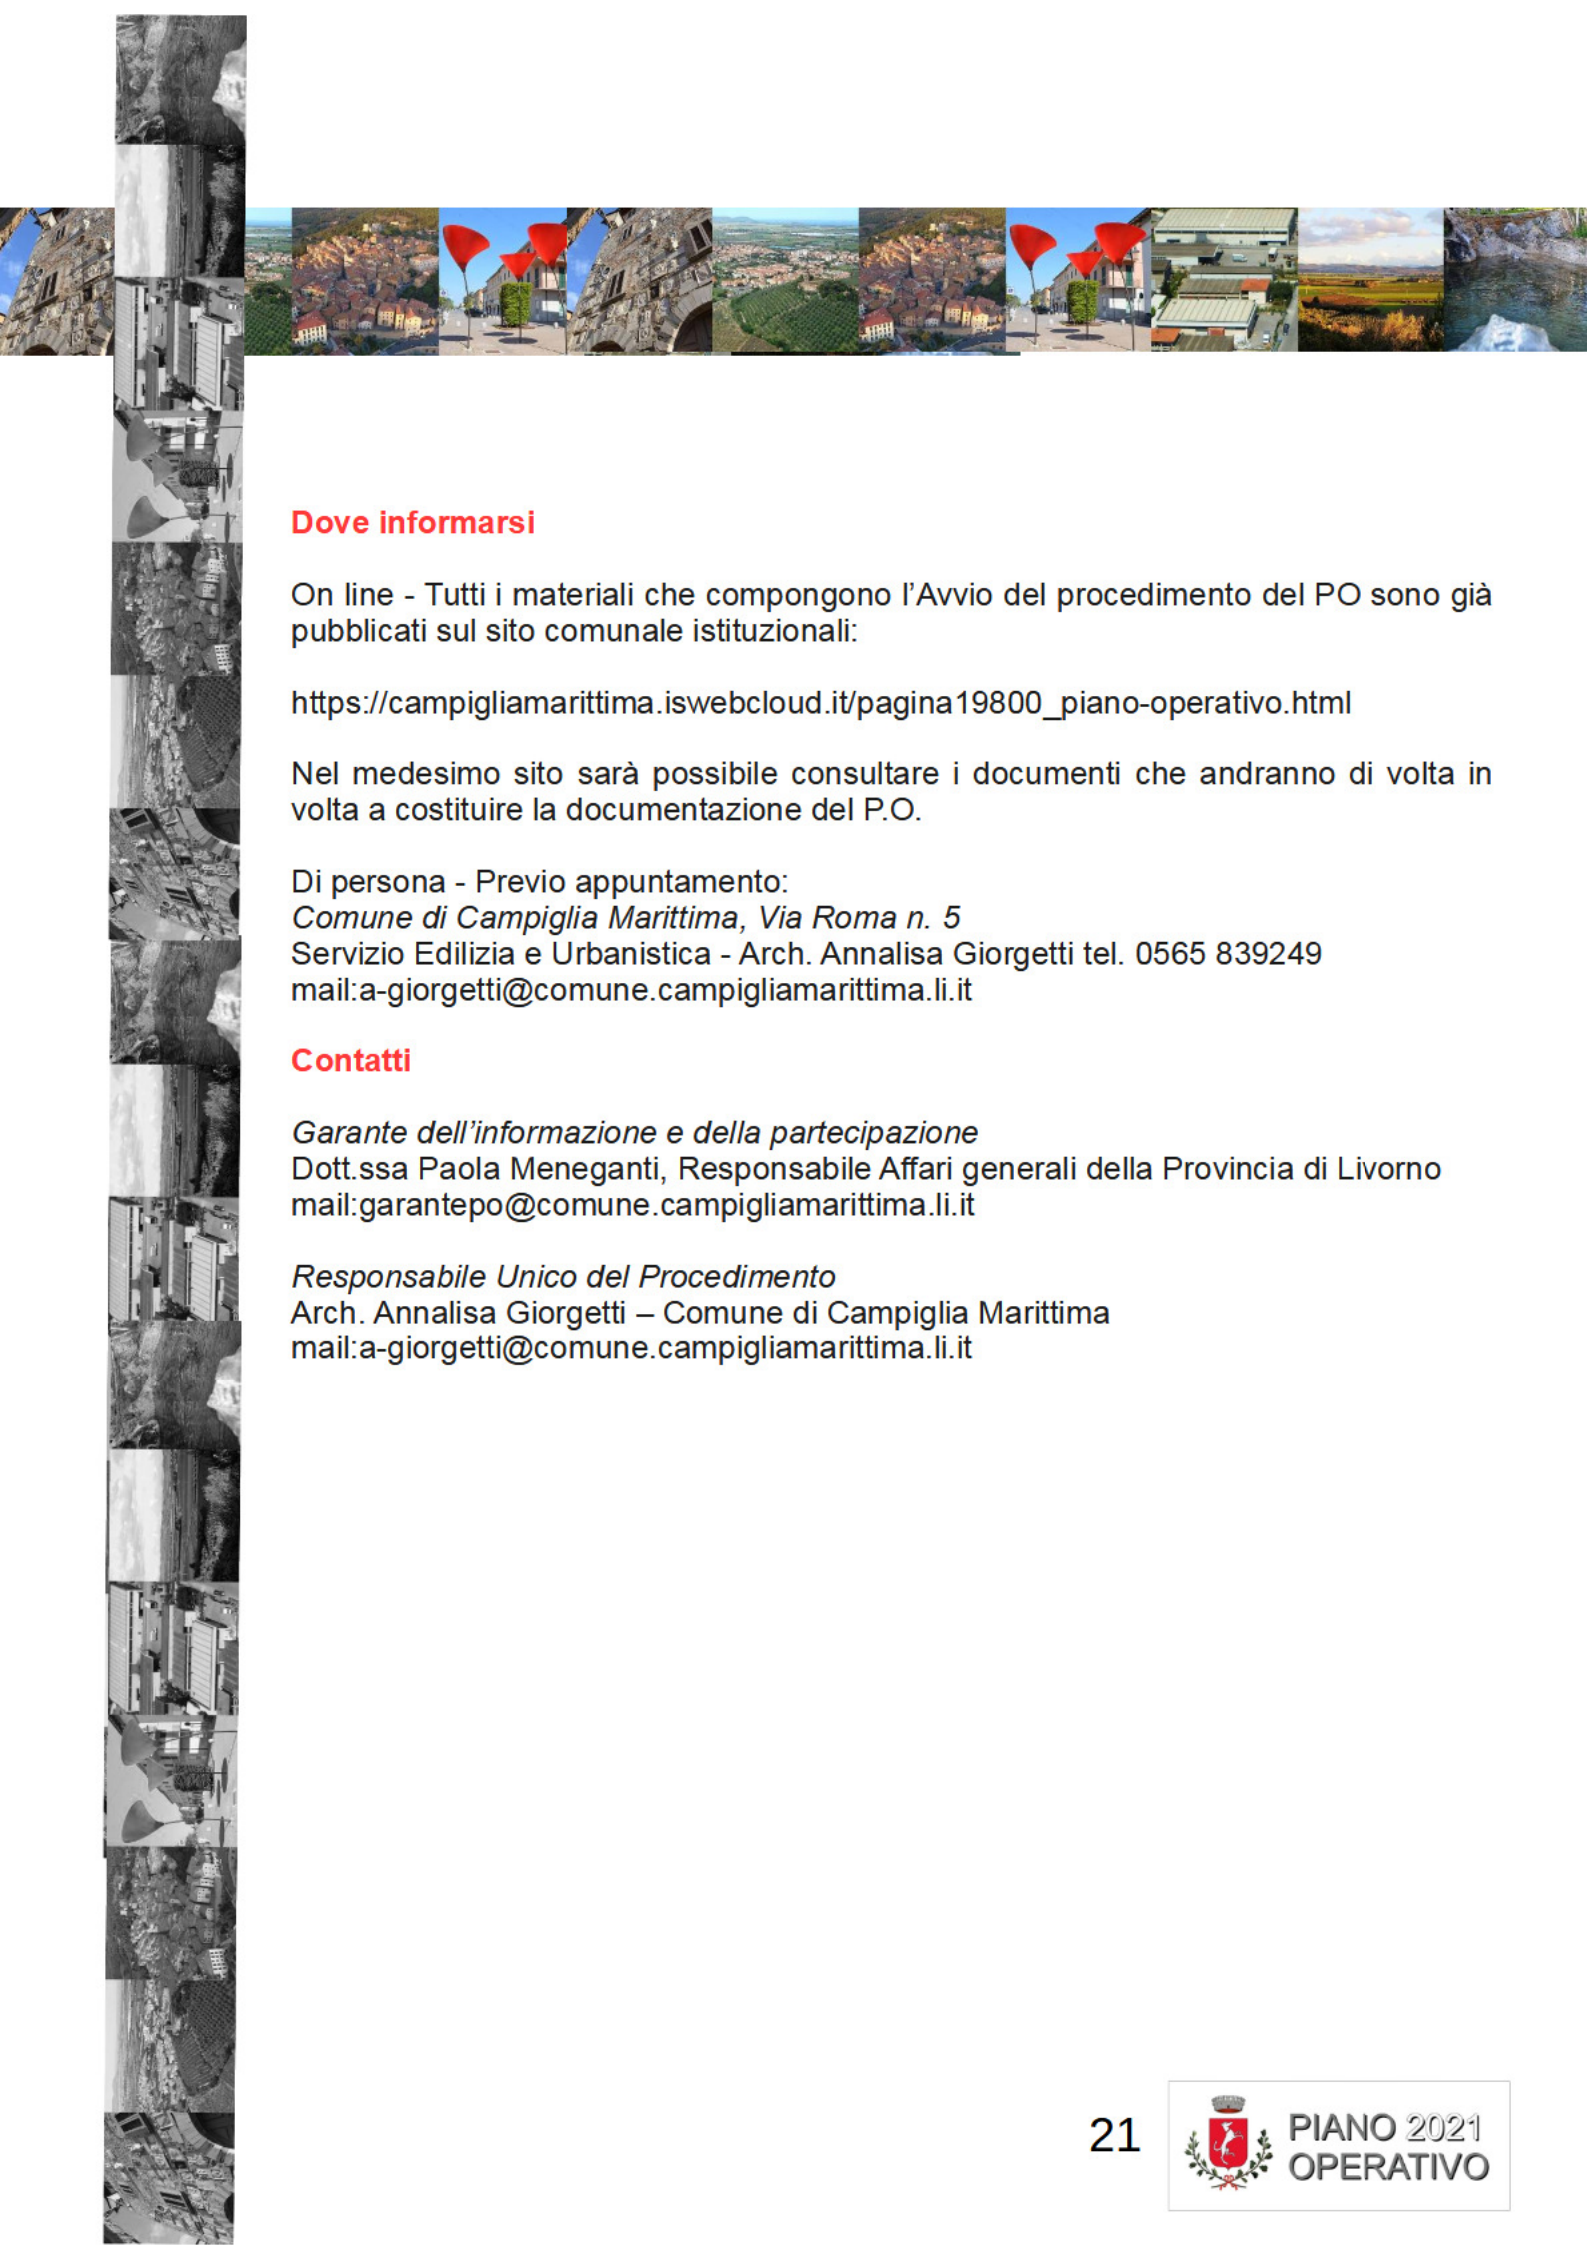 Dove informarsi
On line - Tutti i materiali che compongono l’Avvio del procedimento del PO sono già
pubblicati sul sito comunale istituzionali:
https://campigliamarittima.iswebcloud.it/pagina19800_piano-operativo.html
Nel medesimo sito sarà possibile consultare i documenti che andranno di volta in
volta a costituire la documentazione del P.O.
Di persona - Previo appuntamento:
Comune di Campiglia Marittima, Via Roma n. 5
Servizio Edilizia e Urbanistica - Arch. Annalisa Giorgetti tel. 0565 839249
mail:a-giorgetti@comune.campigliamarittima.li.it
Contatti
Garante dell’informazione e della partecipazione
Dott.ssa Paola Meneganti, Responsabile Affari generali della Provincia di Livorno
mail:garantepo@comune.campigliamarittima.li.it
Responsabile Unico del Procedimento
Arch. Annalisa Giorgetti – Comune di Campiglia Marittima
mail:a-giorgetti@comune.campigliamarittima.li.it
21
PIANO 2021
OPERATIVO